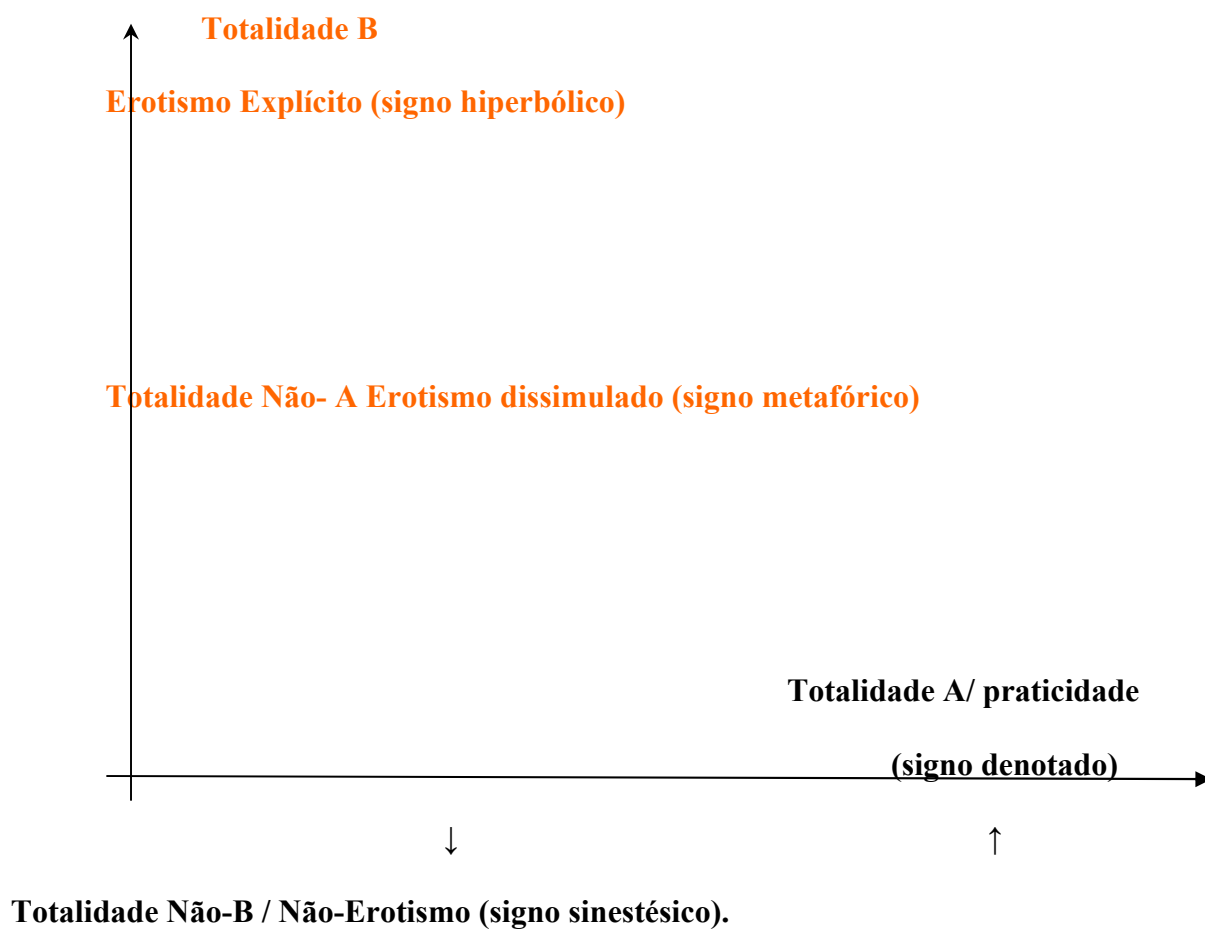 Totalidade B
Erotismo Explícito (signo hiperbólico)
Totalidade Não- A Erotismo dissimulado (signo metafórico)
Totalidade A/ praticidade
(signo denotado)
↓ ↑
Totalidade Não-B / Não-Erotismo (signo sinestésico).